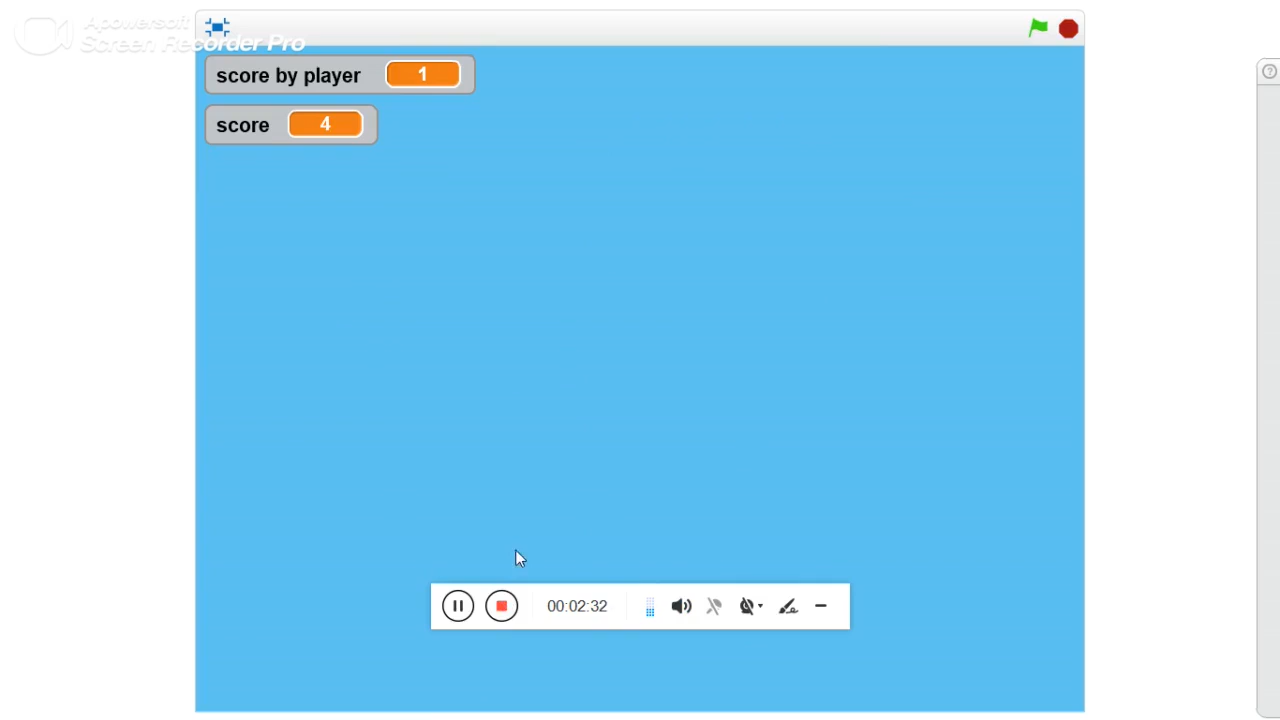 Apowersoft
Screen Recorder Pro
score by player 1
score 4
00:02:32
?